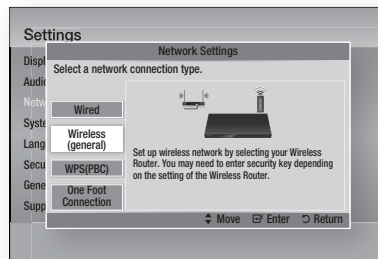 Settings
Network Settings
Displ
Select a network connection type.
Audio
Netw
Wired
Syste
Wireless
(general)
Lang
Set up wireless network by selecting your Wireless
Router. You may need to enter security key depending
on the setting of the Wireless Router.
Secu
WPS(PBC)
Gene
One Foot
Connection
Supp
Move Enter Return